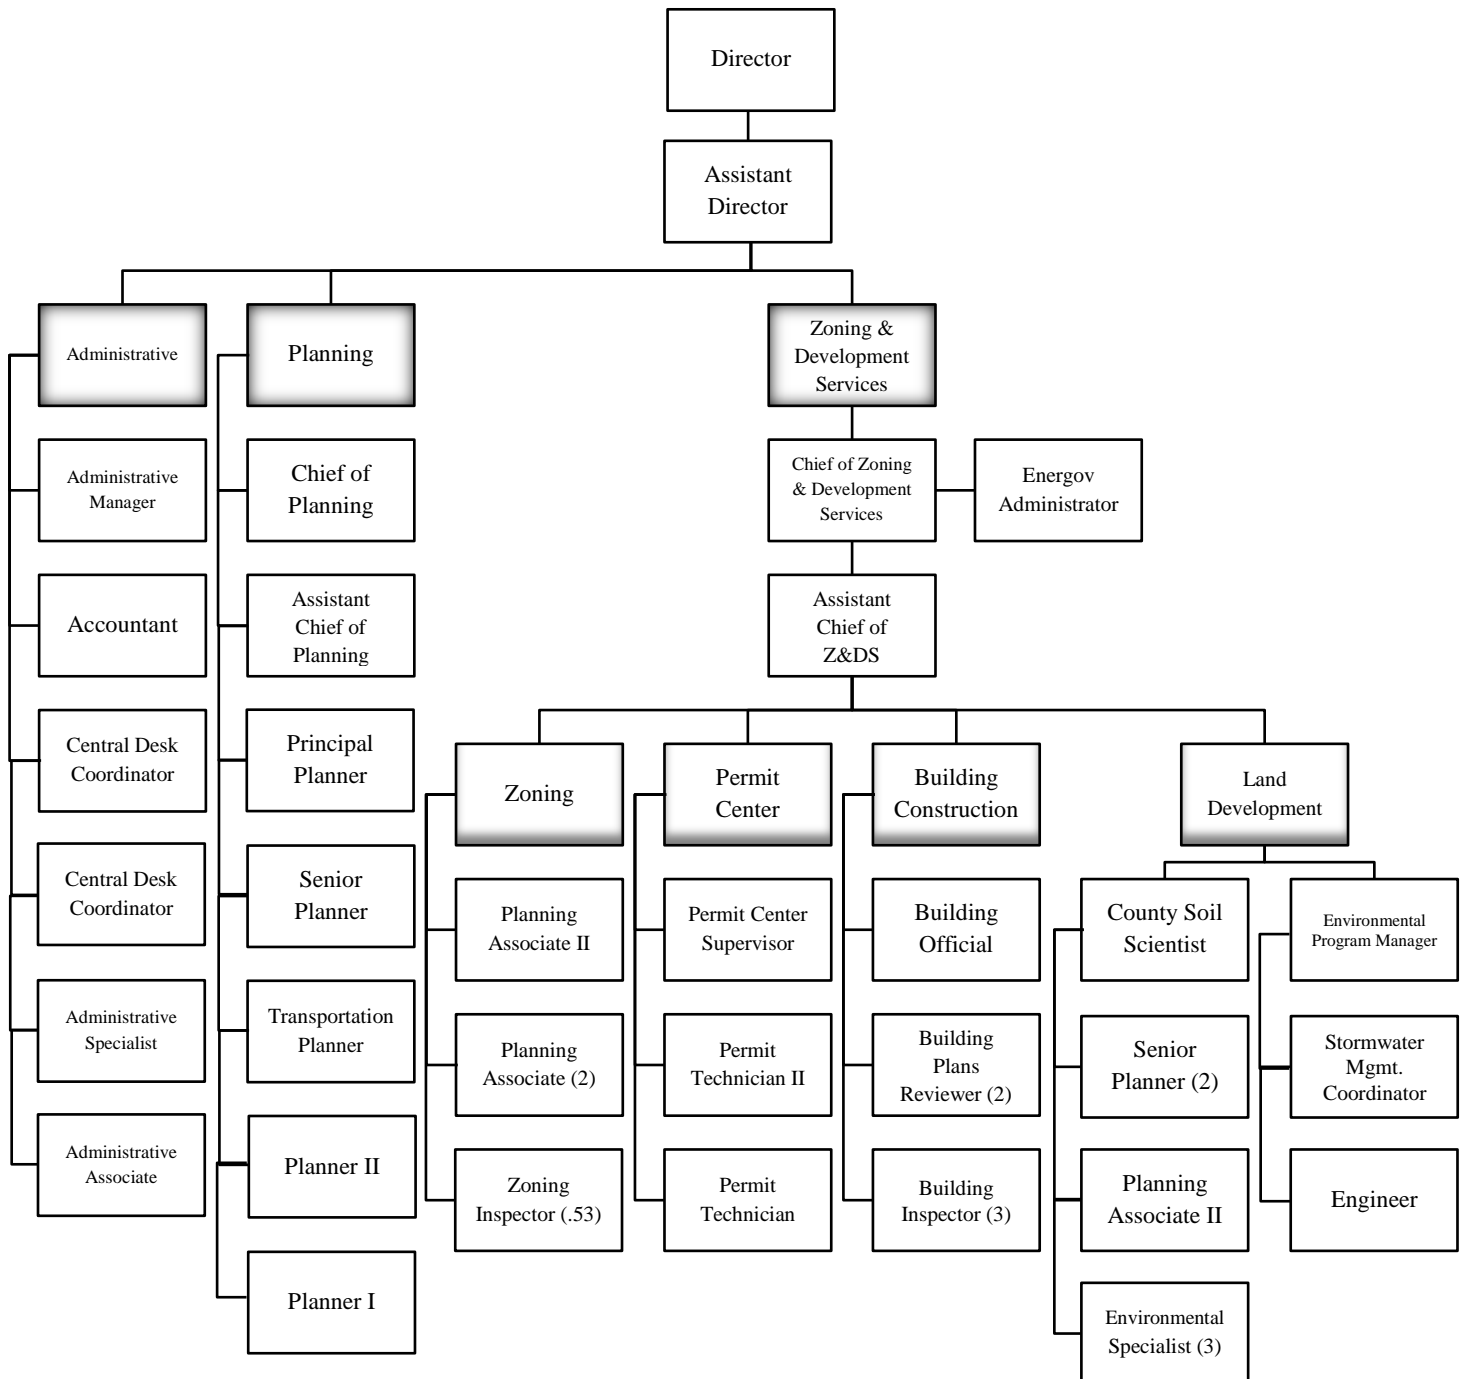 Director
Assistant
Director
Administrative
Planning
Zoning &
Development
Services
Administrative
Manager
Chief of
Planning
Chief of Zoning
& Development
Services
Energov
Administrator
Accountant
Assistant
Chief of
Planning
Assistant
Chief of
Z&DS
Central Desk
Coordinator
Principal
Planner
Zoning
Permit
Center
Building
Construction
Land
Development
Central Desk
Coordinator
Senior
Planner
Planning
Associate II
Permit Center
Supervisor
Building
Official
County Soil
Scientist
Environmental
Program Manager
Administrative
Specialist
Transportation
Planner
Planning
Associate (2)
Permit
Technician II
Building
Plans
Reviewer (2)
Senior
Planner (2)
Stormwater
Mgmt.
Coordinator
Administrative
Associate
Planner II
Zoning
Inspector (.53)
Permit
Technician
Building
Inspector (3)
Planning
Associate II
Engineer
Planner I
Environmental
Specialist (3)